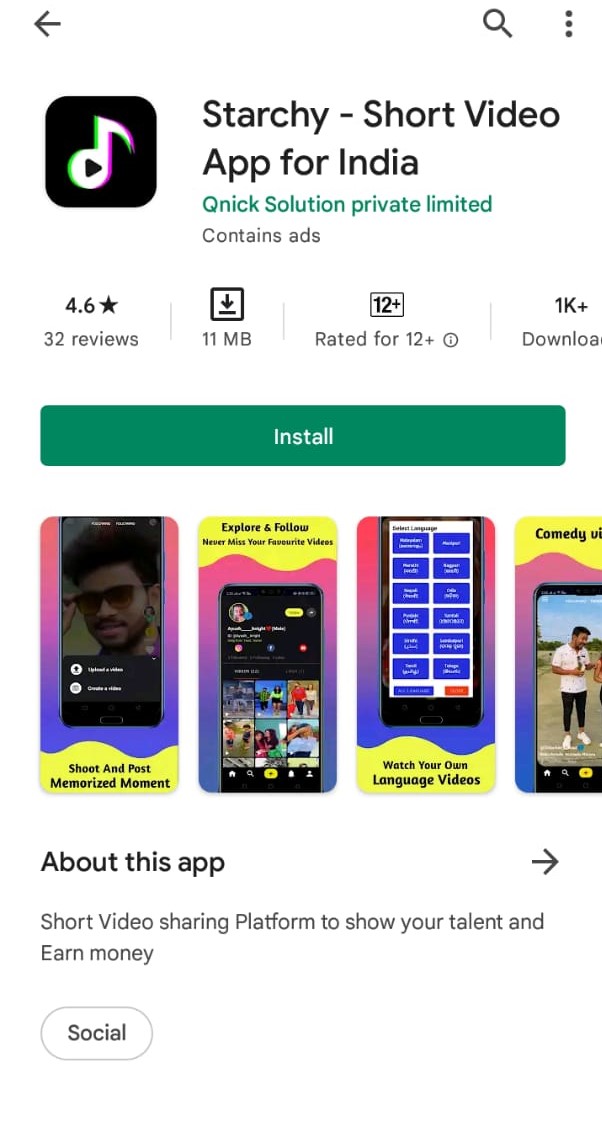 Starchy - Short Video
App for India
Qnick Solution private limited
Contains ads
4.6★
32 reviews
11 MB
12+
Rated for 12+
1K+
Downloa
Install
Upload a video
Create a video
Shoot And Post
Memorized Moment
Explore & Follow
Never Miss Your Favourite Videos
Select Language
Watch Your Own
Language Videos
Comedy vi
About this app
Short Video sharing Platform to show your talent and
Earn money
Social